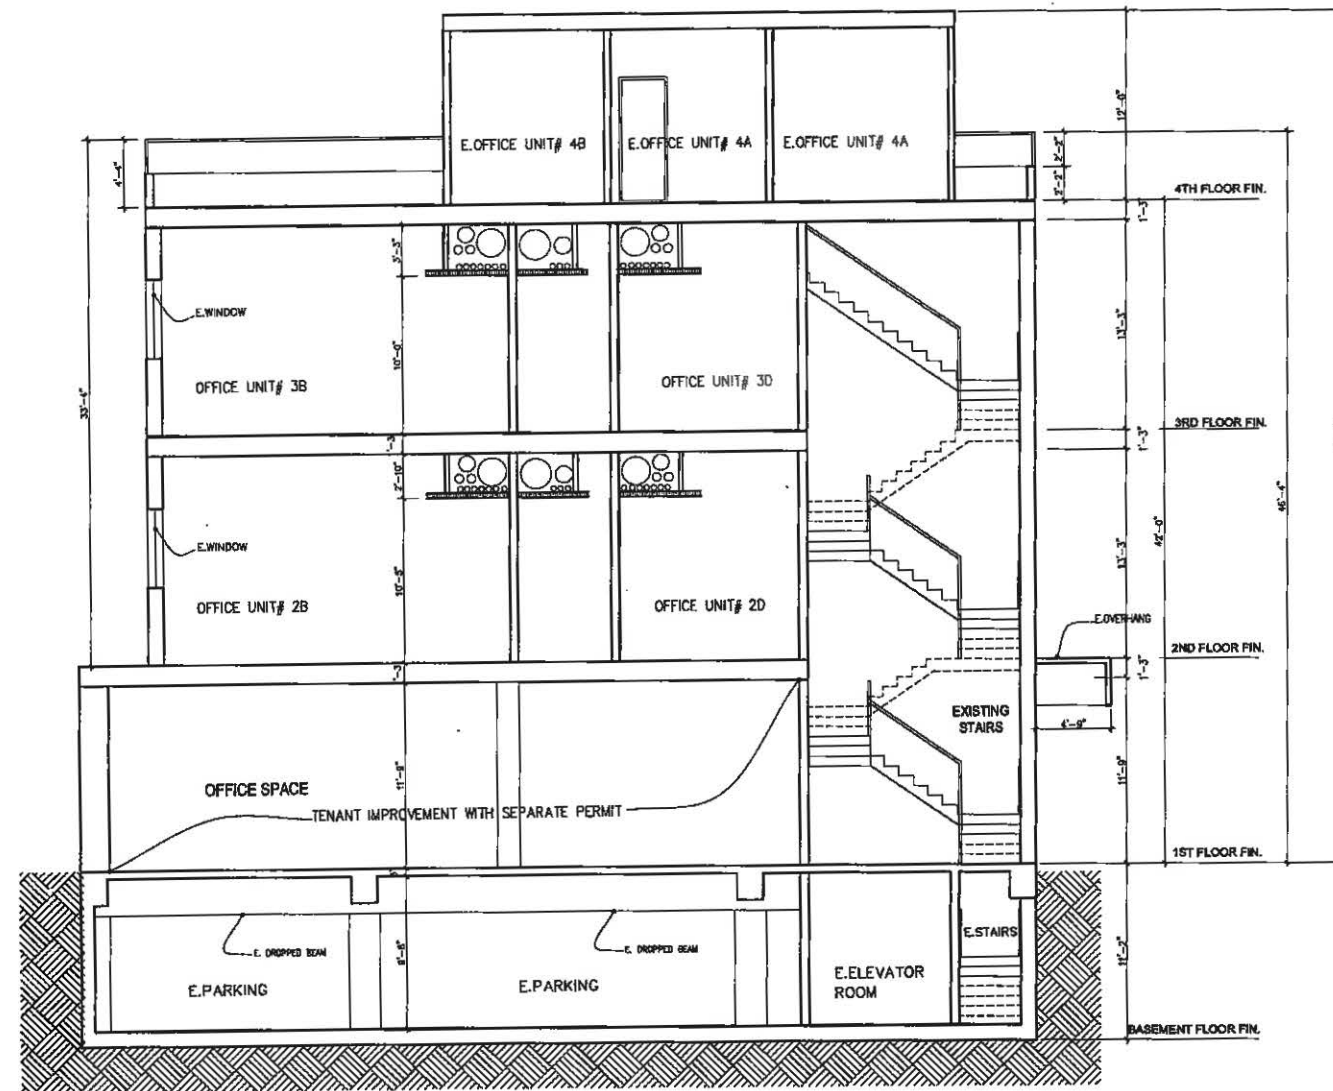 12'-0"
E.OFFICE UNIT# 4B
E.OFFICE UNIT# 4A
E.OFFICE UNIT# 4A
4'-4"
2'-2"
2'-2"
4TH FLOOR FIN.
1'-3"
3'-3"
E.WINDOW
10'-0"
13'-3"
OFFICE UNIT# 3B
OFFICE UNIT# 3D
33'-4"
3RD FLOOR FIN.
1'-3"
2'-10"
46'-4"
42'-0"
E.WINDOW
13'-3"
10'-5"
OFFICE UNIT# 2B
OFFICE UNIT# 2D
E.OVERHANG
2ND FLOOR FIN.
1'-3"
EXISTING
STAIRS
4'-9"
11'-9"
11'-9"
OFFICE SPACE
TENANT IMPROVEMENT WITH SEPARATE PERMIT
1ST FLOOR FIN.
E. DROPPED BEAM
E. DROPPED BEAM
E.STAIRS
11'-2"
E.PARKING
E.PARKING
E.ELEVATOR
ROOM
BASEMENT FLOOR FIN.